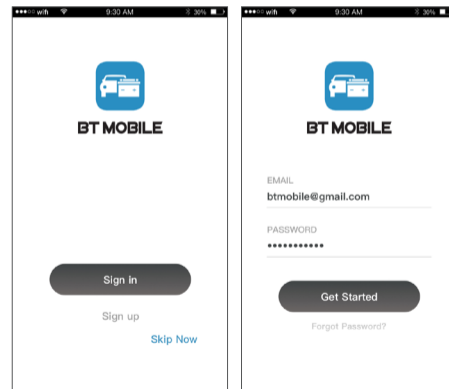 wifi 9:30 AM 30%
BT MOBILE
Sign in
Sign up
Skip Now
wifi 9:30 AM 30%
BT MOBILE
EMAIL
btmobile@gmail.com
PASSWORD
•••••••••••
Get Started
Forgot Password?